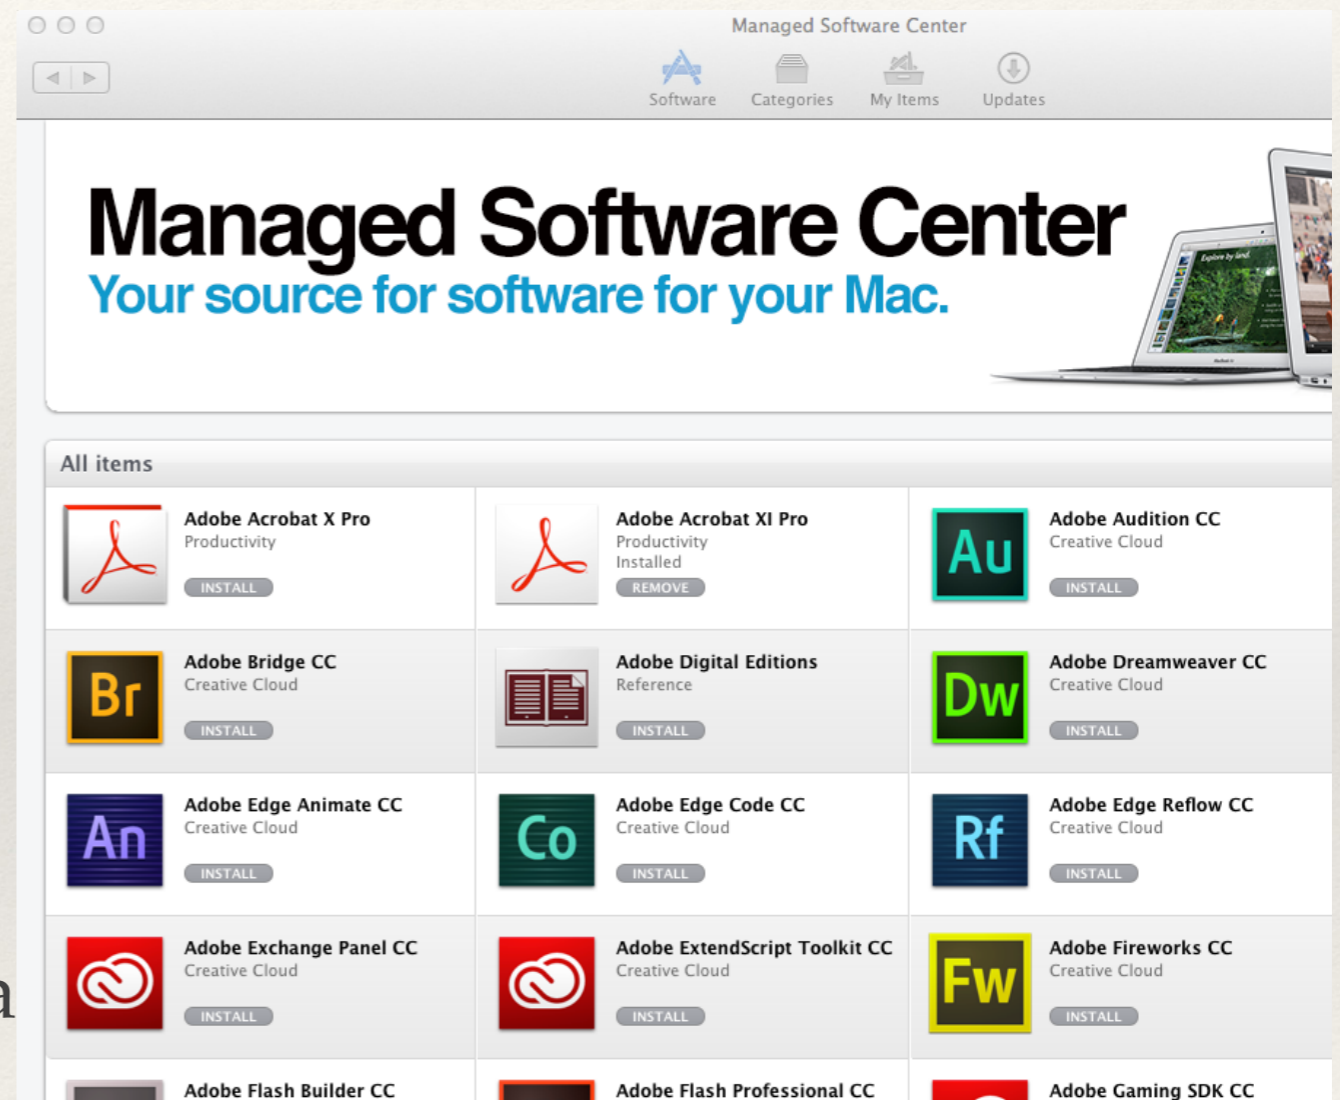 Managed Software Center
Software Categories My Items Updates
Managed Software Center
Your source for software for your Mac.
Explore by land.
All items
Adobe Acrobat X Pro
Productivity
INSTALL
Adobe Acrobat XI Pro
Productivity
Installed
REMOVE
Au
Adobe Audition CC
Creative Cloud
INSTALL
Br
Adobe Bridge CC
Creative Cloud
INSTALL
Adobe Digital Editions
Reference
INSTALL
Dw
Adobe Dreamweaver CC
Creative Cloud
INSTALL
An
Adobe Edge Animate CC
Creative Cloud
INSTALL
Co
Adobe Edge Code CC
Creative Cloud
INSTALL
Rf
Adobe Edge Reflow CC
Creative Cloud
INSTALL
a
Adobe Exchange Panel CC
Creative Cloud
INSTALL
Adobe ExtendScript Toolkit CC
Creative Cloud
INSTALL
Fw
Adobe Fireworks CC
Creative Cloud
INSTALL
Adobe Flash Builder CC
Adobe Flash Professional CC
Adobe Gaming SDK CC